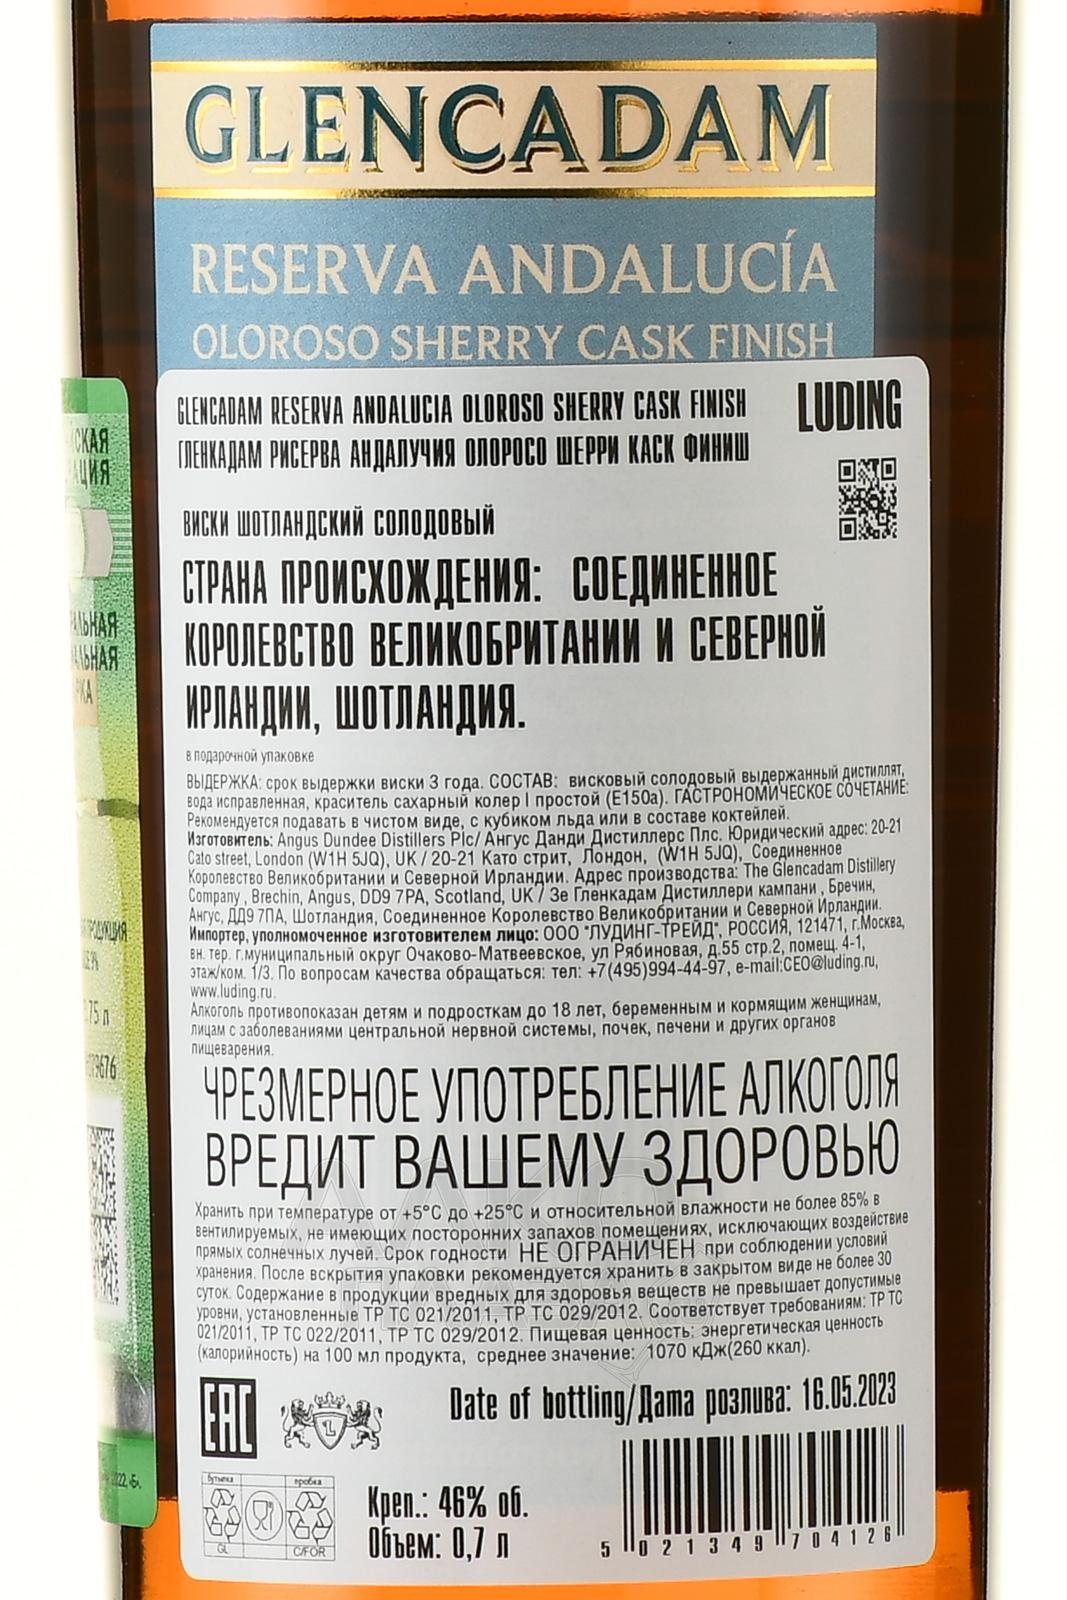 GLENCADAM
RESERVA ANDALUCÍA
OLOROSO SHERRY CASK FINISH
GLENCADAM RESERVA ANDALUCIA OLOROSO SHERRY CASK FINISH
LUDING
ГЛЕНКАДАМ РИСЕРВА АНДАЛУЧИЯ ОЛОРОСО ШЕРРИ КАСК ФИНИШ
ВИСКИ ШОТЛАНДСКИЙ СОЛОДОВЫЙ
СТРАНА ПРОИСХОЖДЕНИЯ: СОЕДИНЕННОЕ
КОРОЛЕВСТВО ВЕЛИКОБРИТАНИИ И СЕВЕРНОЙ
ИРЛАНДИИ, ШОТЛАНДИЯ.
в подарочной упаковке
ВЫДЕРЖКА: срок выдержки виски 3 года. СОСТАВ: висковый солодовый выдержанный дистиллят,
вода исправленная, краситель сахарный колер I простой (E150a). ГАСТРОНОМИЧЕСКОЕ СОЧЕТАНИЕ:
Рекомендуется подавать в чистом виде, с кубиком льда или в составе коктейлей.
Изготовитель: Angus Dundee Distillers Plc/ Ангус Данди Дистиллерс Плс. Юридический адрес: 20-21
Cato street, London (W1H 5JQ), UK / 20-21 Като стрит, Лондон, (W1H 5JQ), Соединенное
Королевство Великобритании и Северной Ирландии. Адрес производства: The Glencadam Distillery
Company , Brechin, Angus, DD9 7PA, Scotland, UK / Зе Гленкадам Дистиллери кампани , Бречин,
Ангус, ДД9 7ПА, Шотландия, Соединенное Королевство Великобритании и Северной Ирландии.
Импортер, уполномоченное изготовителем лицо: ООО "ЛУДИНГ-ТРЕЙД", РОССИЯ, 121471, г.Москва,
вн. тер. г.муниципальный округ Очаково-Матвеевское, ул Рябиновая, д.55 стр.2, помещ. 4-1,
этаж/ком. 1/3. По вопросам качества обращаться: тел: +7(495)994-44-97, e-mail:CEO@luding.ru,
www.luding.ru.
Алкоголь противопоказан детям и подросткам до 18 лет, беременным и кормящим женщинам,
лицам с заболеваниями центральной нервной системы, почек, печени и других органов
пищеварения.
ЧРЕЗМЕРНОЕ УПОТРЕБЛЕНИЕ АЛКОГОЛЯ
ВРЕДИТ ВАШЕМУ ЗДОРОВЬЮ
Хранить при температуре от +5°C до +25°C и относительной влажности не более 85% в
вентилируемых, не имеющих посторонних запахов помещениях, исключающих воздействие
прямых солнечных лучей. Срок годности НЕ ОГРАНИЧЕН при соблюдении условий
хранения. После вскрытия упаковки рекомендуется хранить в закрытом виде не более 30
суток. Содержание в продукции вредных для здоровья веществ не превышает допустимые
уровни, установленные ТР ТС 021/2011, ТР ТС 029/2012. Соответствует требованиям: ТР ТС
021/2011, ТР ТС 022/2011, ТР ТС 029/2012. Пищевая ценность: энергетическая ценность
(калорийность) на 100 мл продукта, среднее значение: 1070 кДж(260 ккал).
EAC
L
Date of bottling/Дата розлива: 16.05.2023
бутылка
пробка
GL
C/FOR
Креп.: 46% об.
Объем: 0,7 л
5 021349 704126